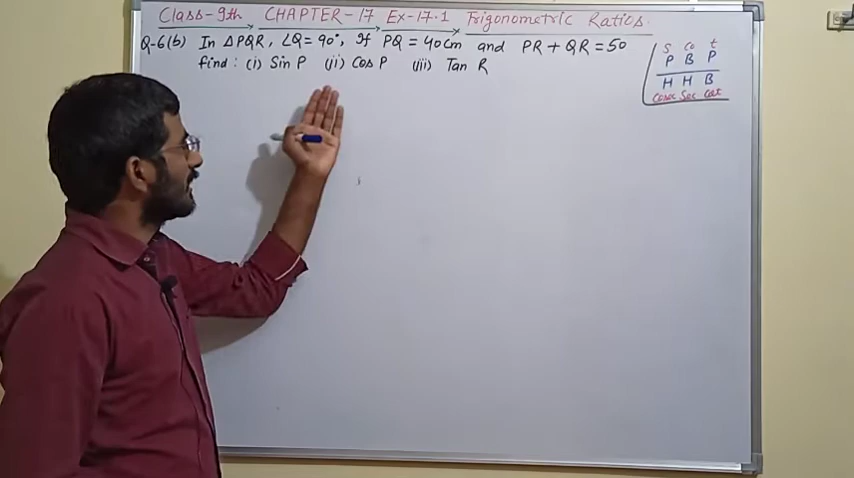 Class-9th CHAPTER-17 Ex-17.1 Trigonometric Ratios.
Q-6(b) In ΔPQR, ∠Q = 90°, If PQ = 40cm and PR + QR = 50
find : (i) Sin P (ii) Cos P (iii) Tan R
S Co t
P B P
H H B
Cosec Sec Cot